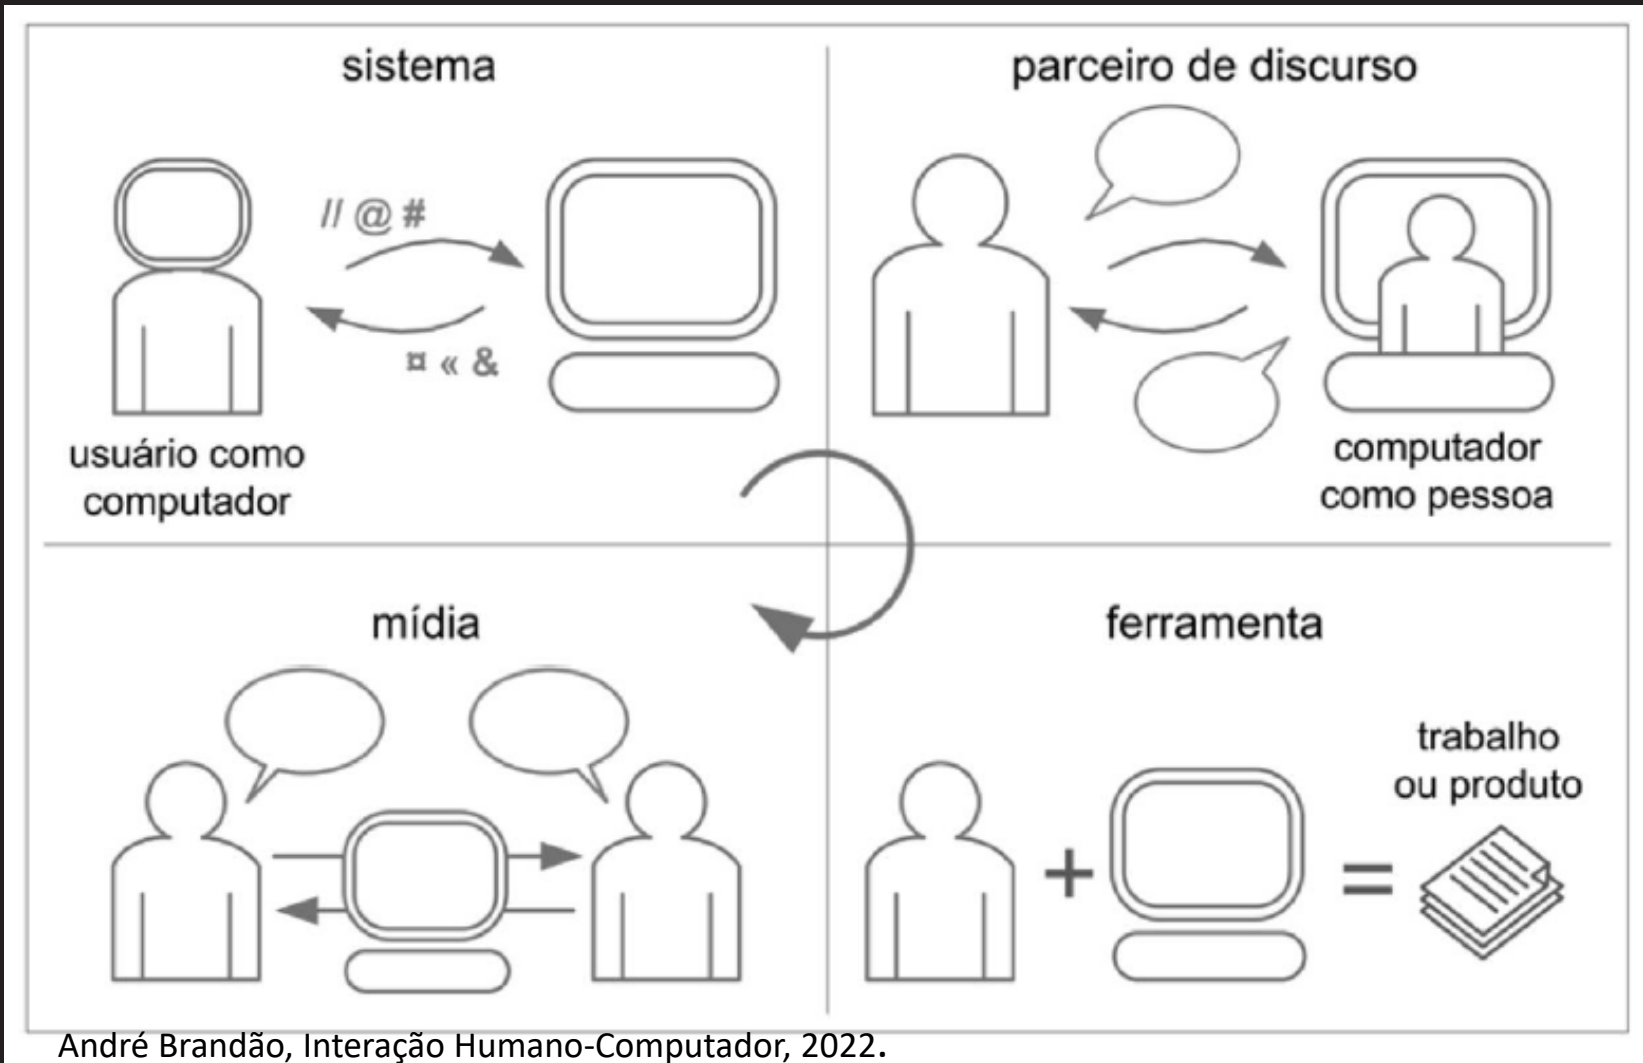 sistema
// @ #
¤ « &
usuário como
computador
parceiro de discurso
computador
como pessoa
mídia
ferramenta
+
=
trabalho
ou produto
André Brandão, Interação Humano-Computador, 2022.